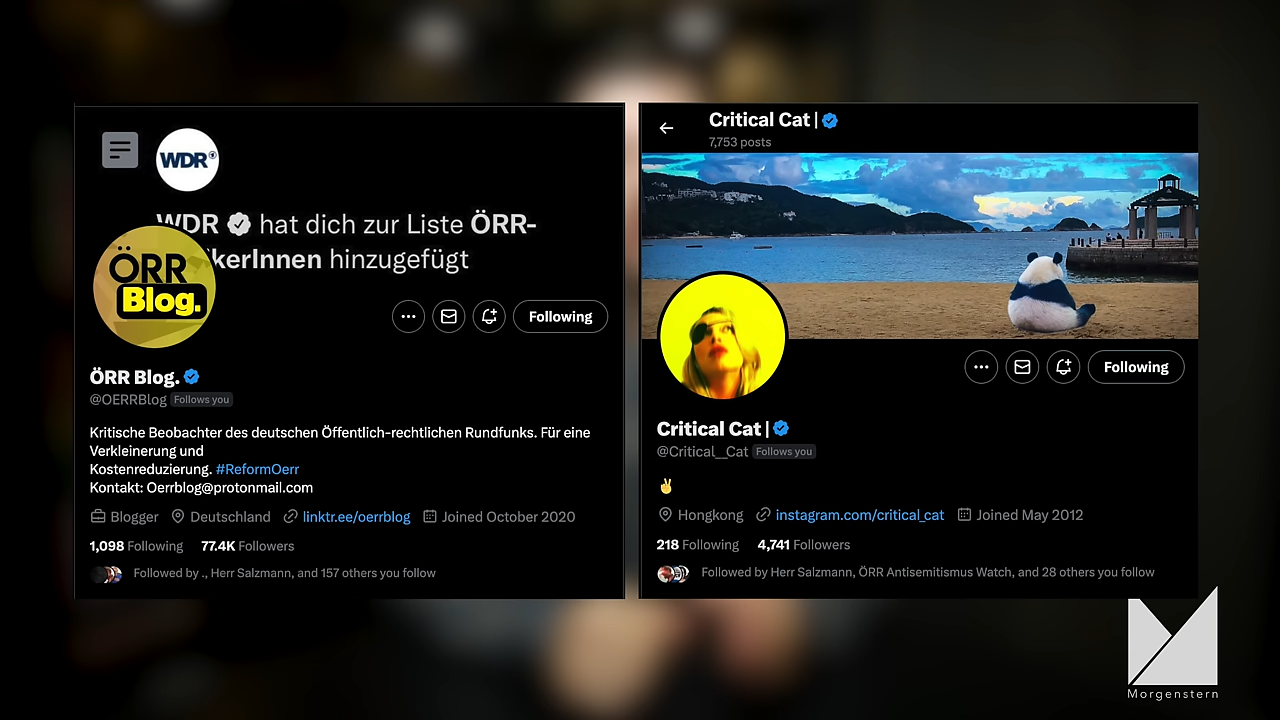 WDR
WDR hat dich zur Liste ÖRR-
kerInnen hinzugefügt
ÖRR
Blog.
Following
ÖRR Blog.
@OERRBlog Follows you
Kritische Beobachter des deutschen Öffentlich-rechtlichen Rundfunks. Für eine
Verkleinerung und
Kostenreduzierung. #ReformOerr
Kontakt: Oerrblog@protonmail.com
Blogger Deutschland linktr.ee/oerrblog Joined October 2020
1,098 Following 77.4K Followers
Followed by ., Herr Salzmann, and 157 others you follow
Critical Cat |
7,753 posts
Following
Critical Cat |
@Critical__Cat Follows you
✌️
Hongkong instagram.com/critical_cat Joined May 2012
218 Following 4,741 Followers
Followed by Herr Salzmann, ÖRR Antisemitismus Watch, and 28 others you follow
Morgenstern